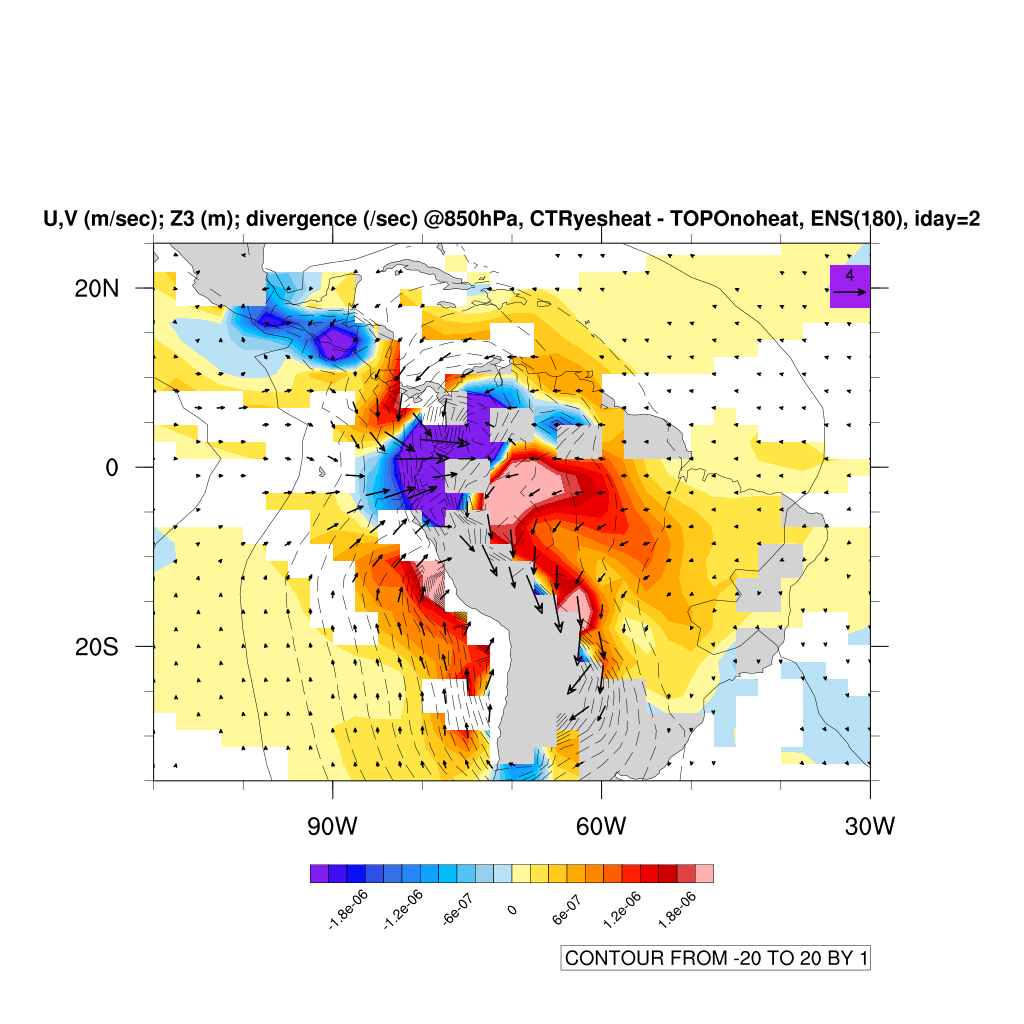 U,V (m/sec); Z3 (m); divergence (/sec) @850hPa, CTRyesheat - TOPOnoheat, ENS(180), iday=2
4
20N
0
20S
90W
60W
30W
-1.8e-06
-1.2e-06
-6e-07
0
6e-07
1.2e-06
1.8e-06
CONTOUR FROM -20 TO 20 BY 1